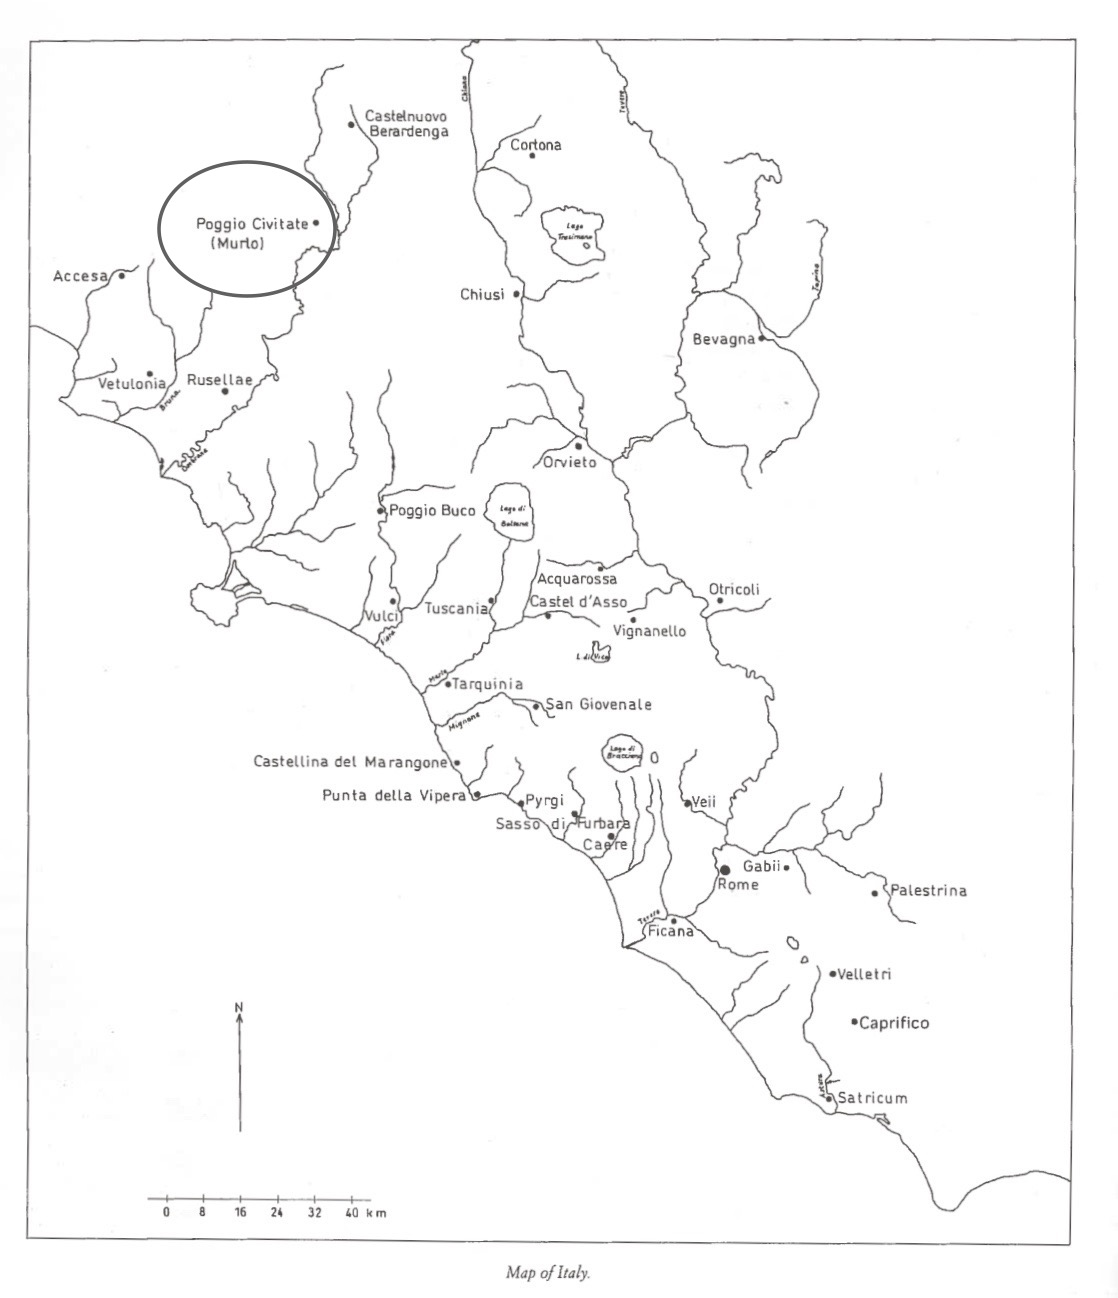 Chiana
Tevere
Castelnuovo
Berardenga
Cortona
Poggio Civitate
(Murlo)
Lago
Trasimeno
Topino
Accesa
Chiusi
Bevagna
Vetulonia
Rusellae
Bruna
Ombrone
Orvieto
Poggio Buco
Lago di
Bolsena
Acquarossa
Castel d'Asso
Otricoli
Vulci
Tuscania
Vignanello
Fiora
L. di Vico
Marta
Tarquinia
San Giovenale
Mignone
Lago di
Bracciano
Castellina del Marangone
Punta della Vipera
Pyrgi
Veii
Sasso di Furbara
Caere
Gabii
Rome
Palestrina
Tevere
Ficana
Velletri
N
Caprifico
Astura
Satricum
0 8 16 24 32 40 km
Map of Italy.